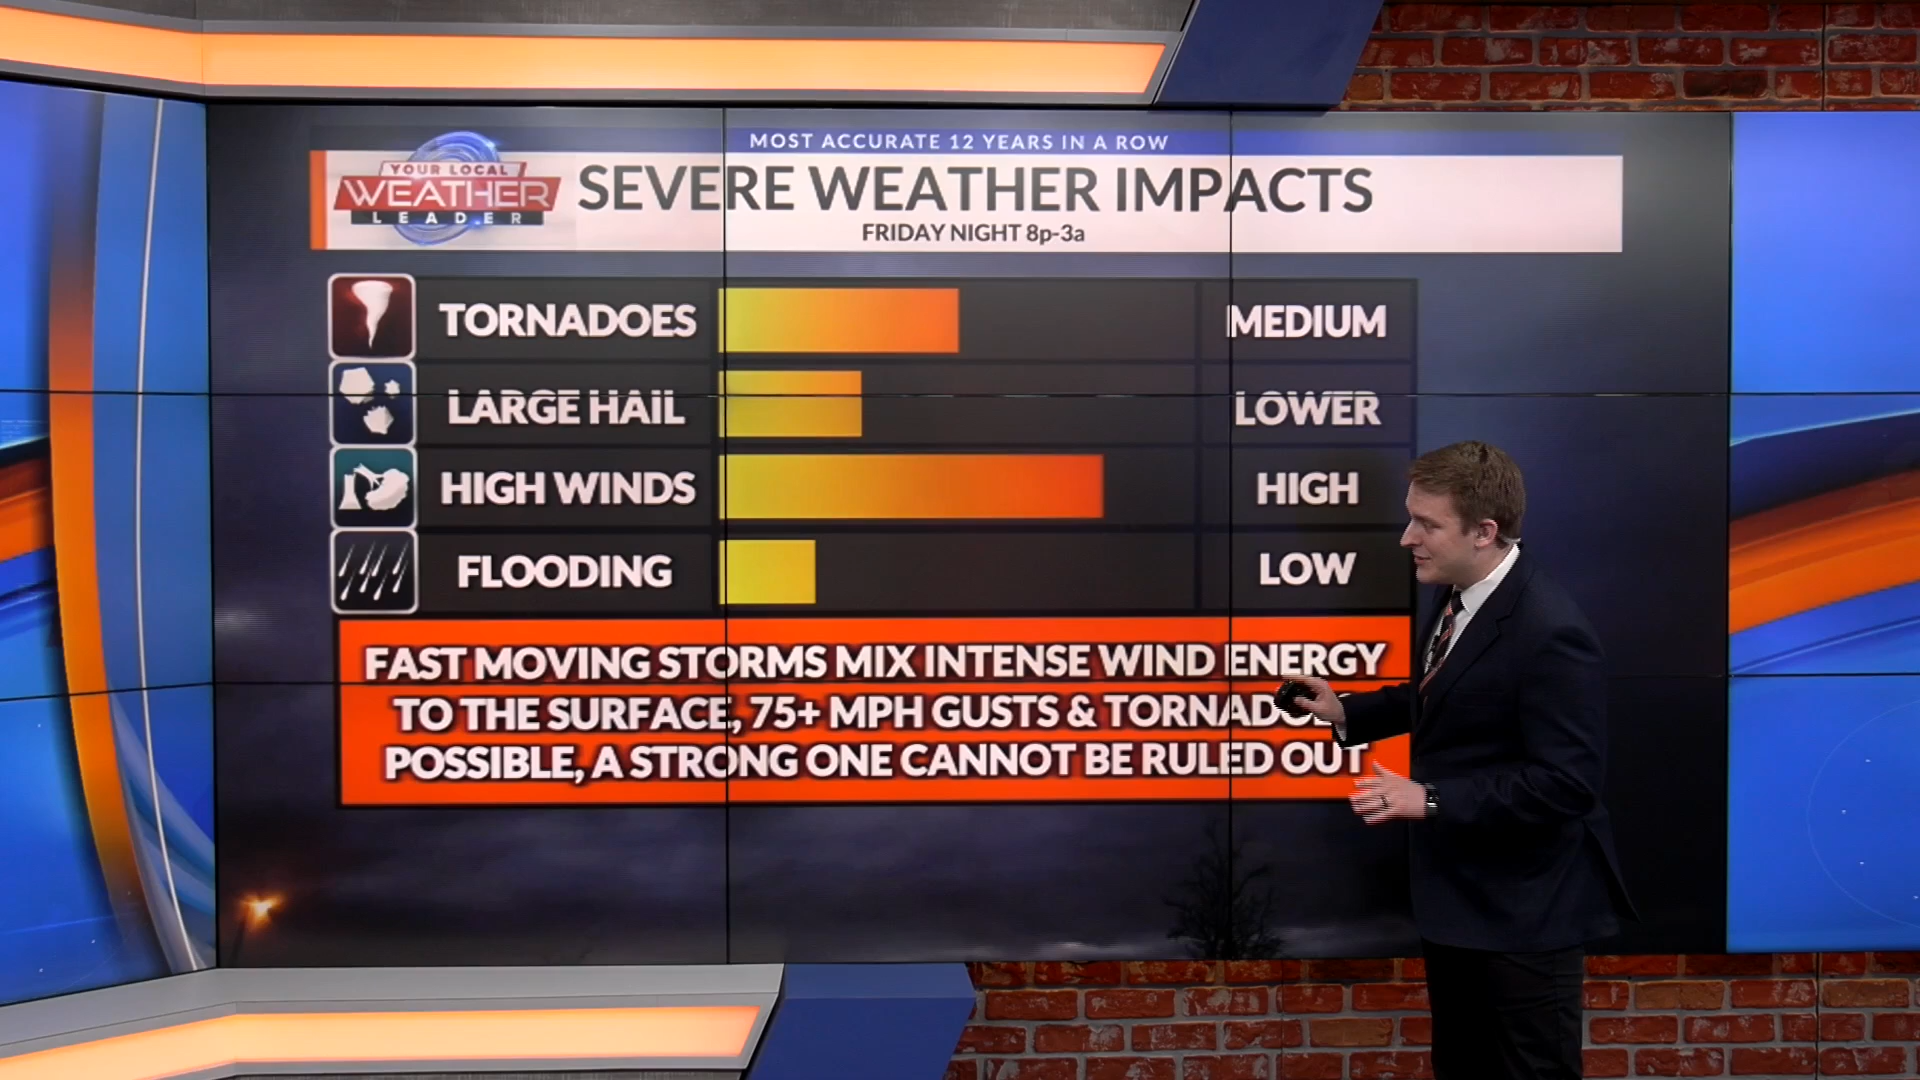 MOST ACCURATE 12 YEARS IN A ROW
YOUR LOCAL
WEATHER
LEADER
SEVERE WEATHER IMPACTS
FRIDAY NIGHT 8p-3a
TORNADOES MEDIUM
LARGE HAIL LOWER
HIGH WINDS HIGH
FLOODING LOW
FAST MOVING STORMS MIX INTENSE WIND ENERGY
TO THE SURFACE, 75+ MPH GUSTS & TORNADOES
POSSIBLE, A STRONG ONE CANNOT BE RULED OUT